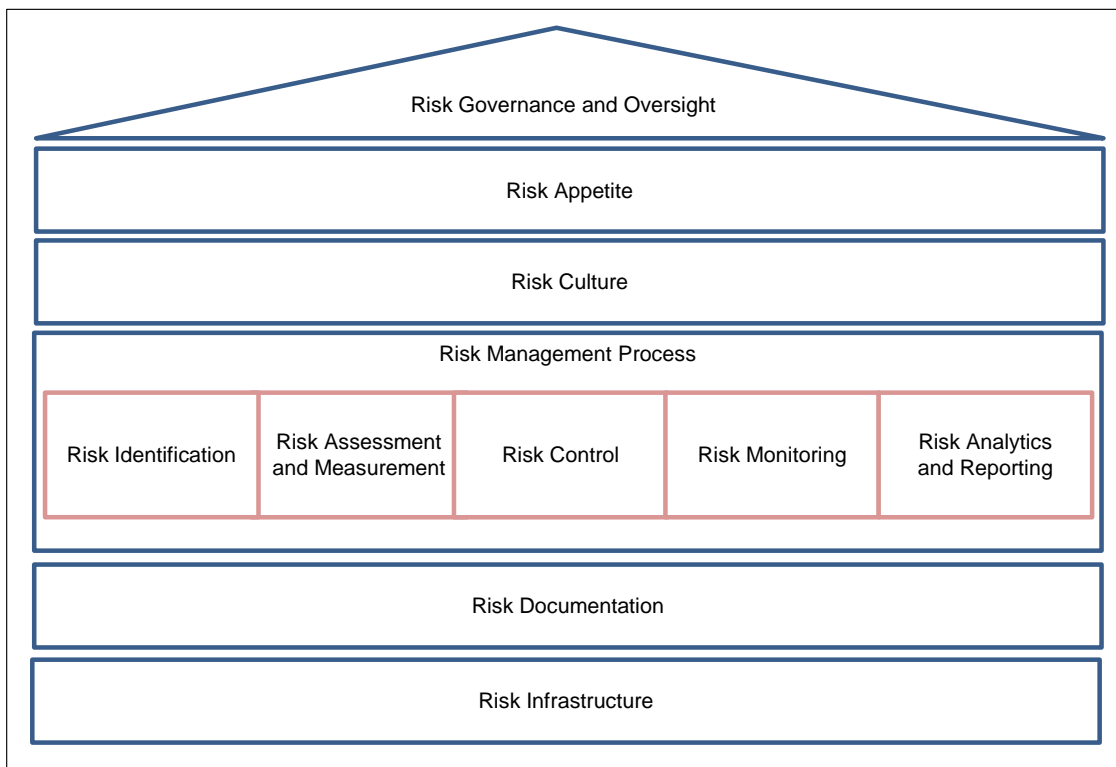 Risk Governance and Oversight
Risk Appetite
Risk Culture
Risk Management Process
Risk Identification
Risk Assessment
and Measurement
Risk Control
Risk Monitoring
Risk Analytics
and Reporting
Risk Documentation
Risk Infrastructure